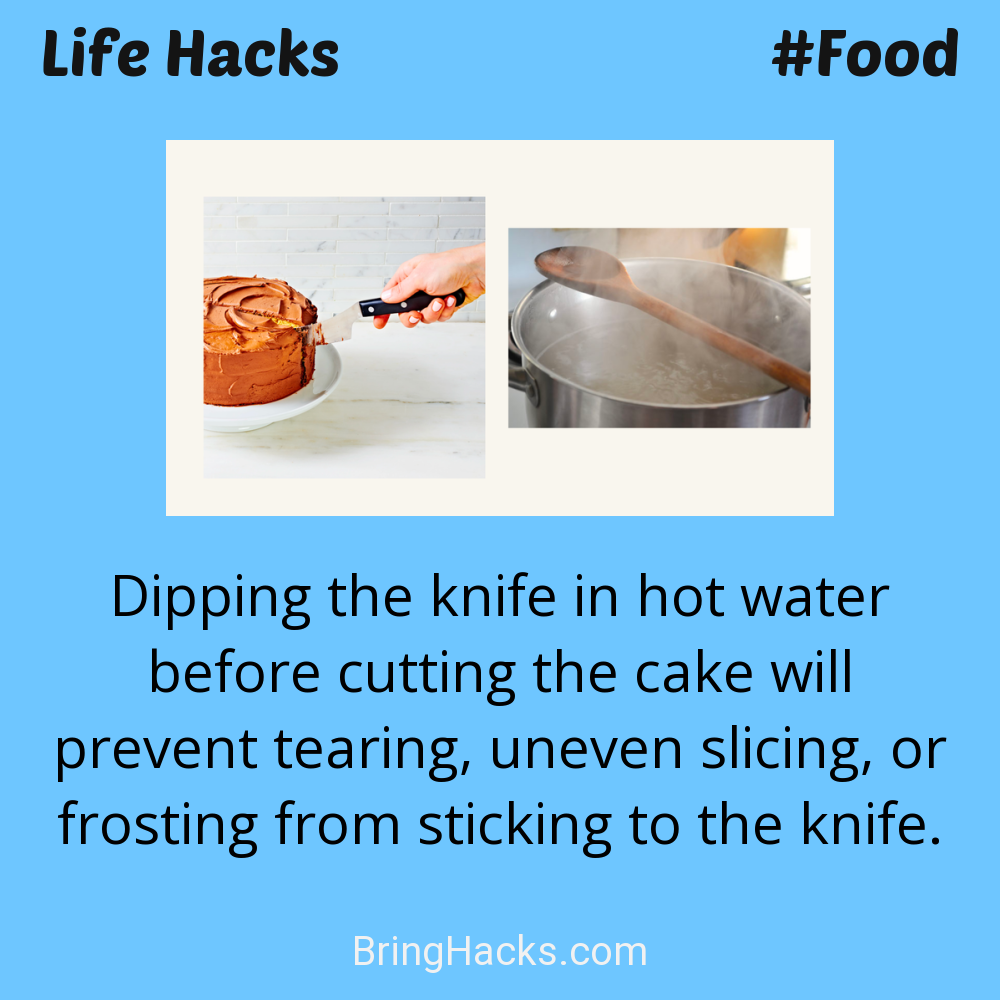 Life Hacks
#Food
Dipping the knife in hot water
before cutting the cake will
prevent tearing, uneven slicing, or
frosting from sticking to the knife.
BringHacks.com